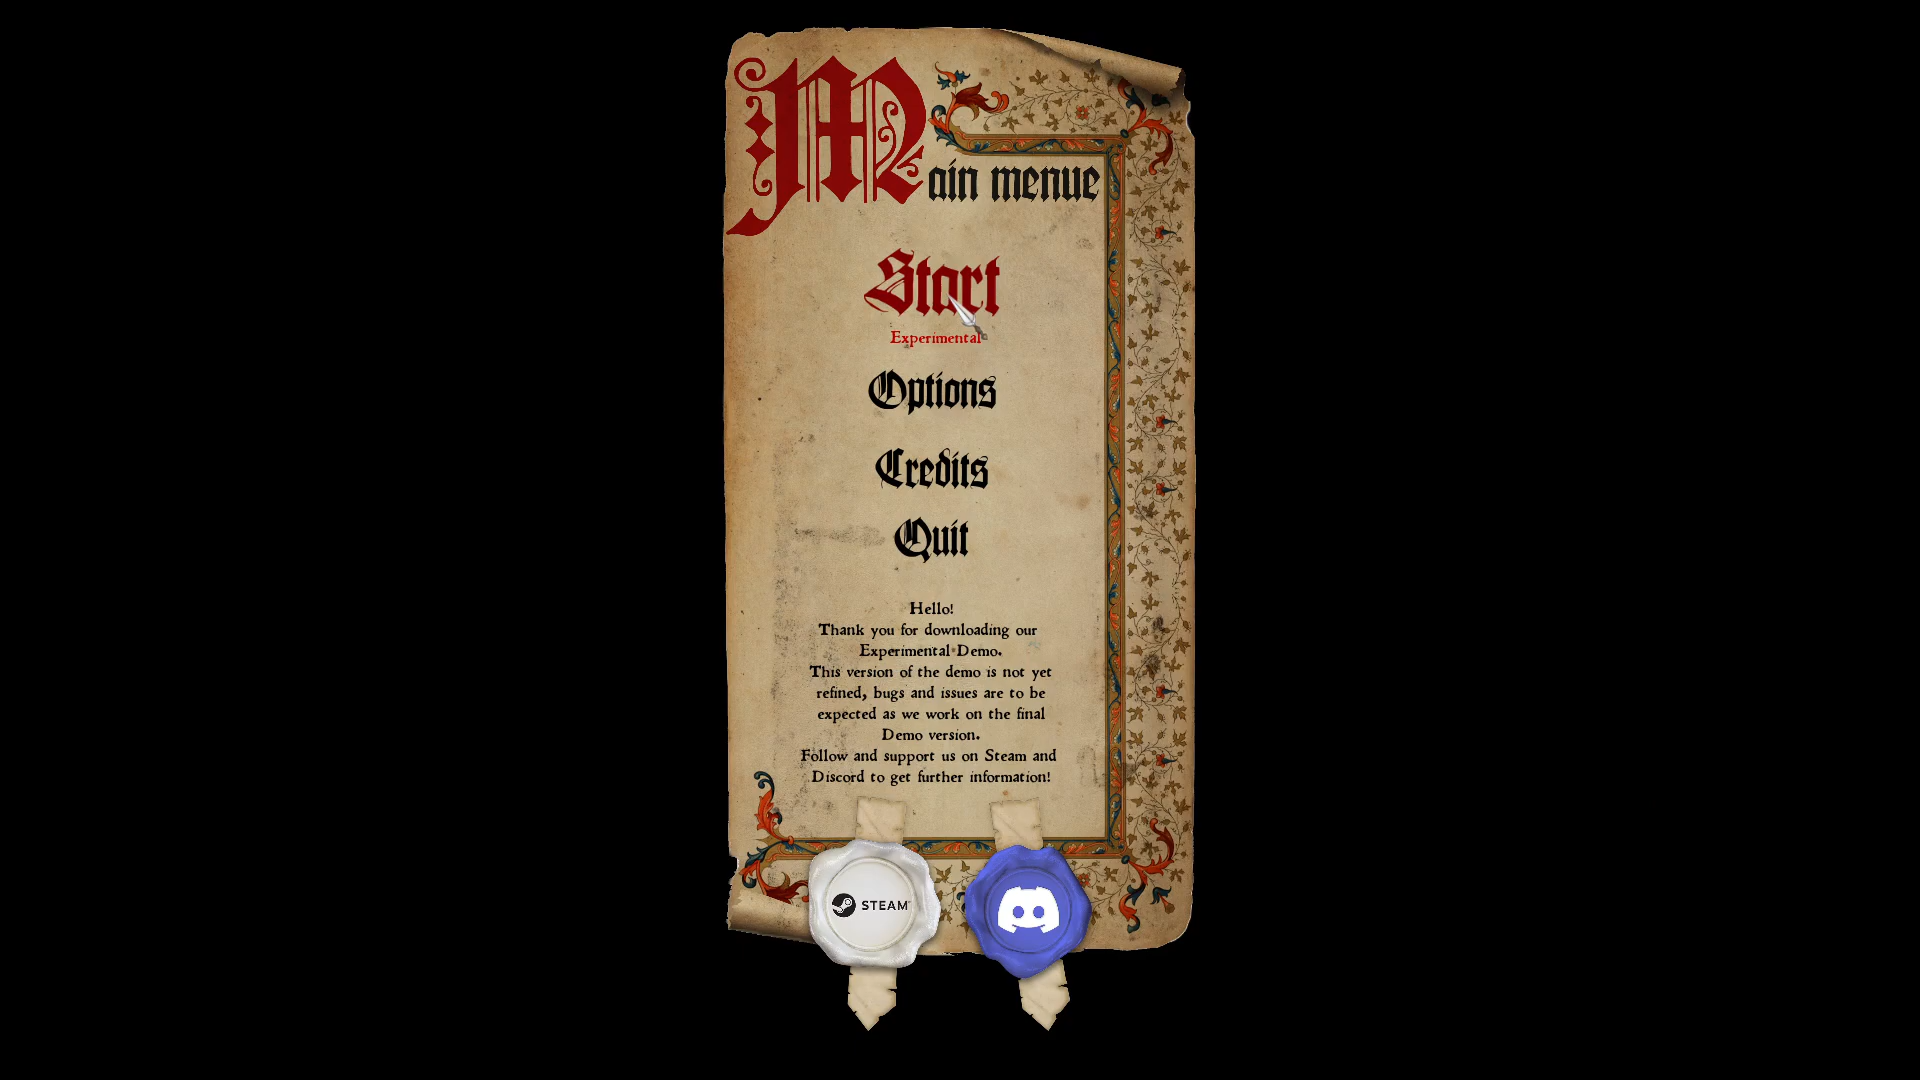 Main menue
Start
Experimental
Options
Credits
Quit
Hello!
Thank you for downloading our
Experimental Demo.
This version of the demo is not yet
refined, bugs and issues are to be
expected as we work on the final
Demo version.
Follow and support us on Steam and
Discord to get further information!
STEAM